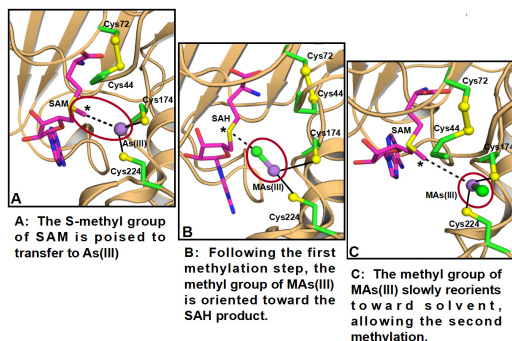 Cys72
Cys44
SAM
*
Cys174
As(III)
Cys224
A
A: The S-methyl group
of SAM is poised to
transfer to As(III)
Cys72
Cys44
SAH
*
Cys174
MAs(III)
Cys224
B
B: Following the first
methylation step, the
methyl group of MAs(III)
is oriented toward the
SAH product.
Cys72
Cys44
SAM
Cys174
*
MAs(III)
Cys224
C
C: The methyl group of
MAs(III) slowly reorients
toward solvent,
allowing the second
methylation.